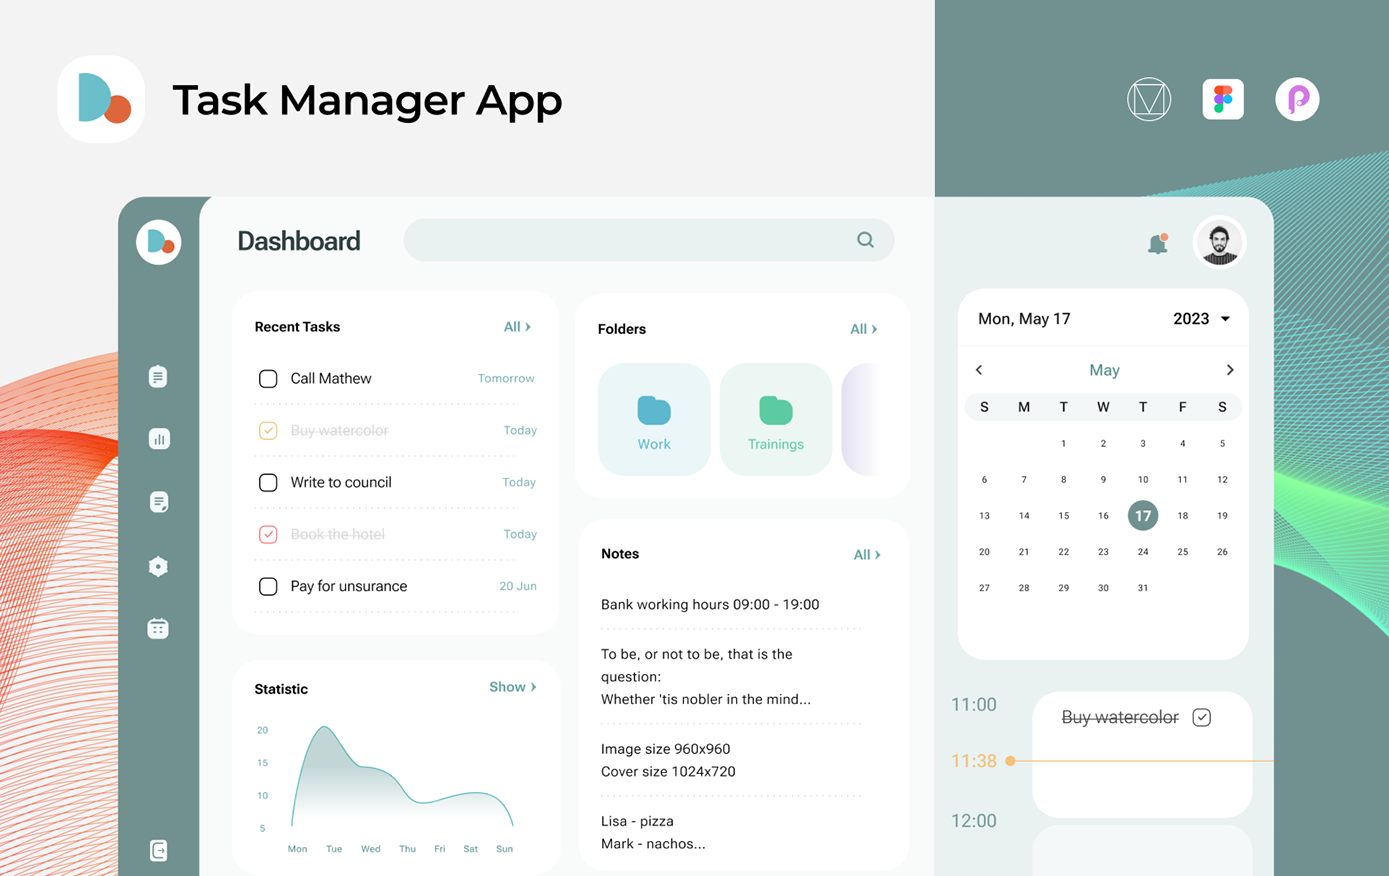 Task Manager App
Dashboard
Recent Tasks
All ›
Call Mathew
Tomorrow
Buy watercolor
Today
Write to council
Today
Book the hotel
Today
Pay for unsurance
20 Jun
Statistic
Show ›
20
15
10
5
Mon Tue Wed Thu Fri Sat Sun
Folders
All ›
Work
Trainings
Notes
All ›
Bank working hours 09:00 - 19:00
To be, or not to be, that is the
question:
Whether 'tis nobler in the mind...
Image size 960x960
Cover size 1024x720
Lisa - pizza
Mark - nachos...
Mon, May 17
2023
‹ May ›
S M T W T F S
1 2 3 4 5
6 7 8 9 10 11 12
13 14 15 16 17 18 19
20 21 22 23 24 25 26
27 28 29 30 31
11:00
Buy watercolor
11:38
12:00